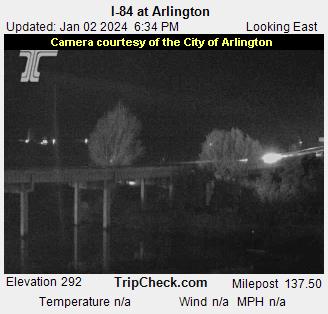 I-84 at Arlington
Updated: Jan 02 2024 6:34 PM Looking East
Camera courtesy of the City of Arlington
Elevation 292 TripCheck.com Milepost 137.50
Temperature n/a Wind n/a MPH n/a